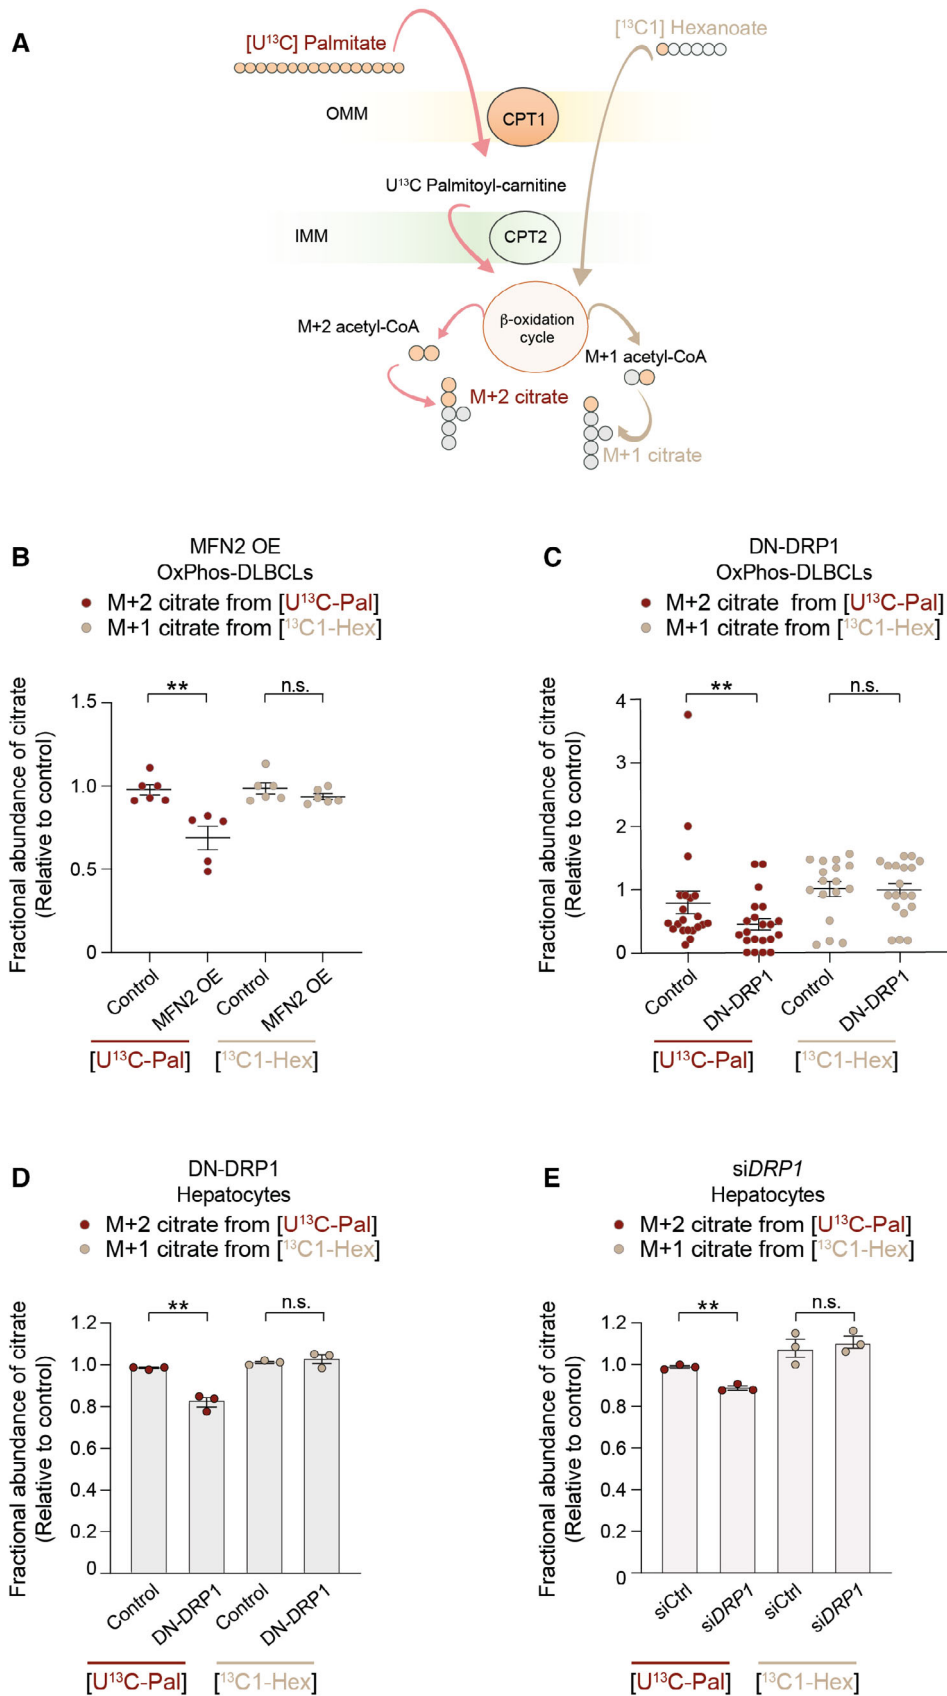 A
[U¹³C] Palmitate
[¹³C1] Hexanoate
OMM
CPT1
U¹³C Palmitoyl-carnitine
IMM
CPT2
β-oxidation
cycle
M+2 acetyl-CoA
M+1 acetyl-CoA
M+2 citrate
M+1 citrate
B
MFN2 OE
OxPhos-DLBCLs
M+2 citrate from [U¹³C-Pal]
M+1 citrate from [¹³C1-Hex]
Fractional abundance of citrate
(Relative to control)
1.5
1.0
0.5
0
**
n.s.
Control
MFN2 OE
Control
MFN2 OE
[U¹³C-Pal]
[¹³C1-Hex]
C
DN-DRP1
OxPhos-DLBCLs
M+2 citrate from [U¹³C-Pal]
M+1 citrate from [¹³C1-Hex]
Fractional abundance of citrate
(Relative to control)
4
3
2
1
0
**
n.s.
Control
DN-DRP1
Control
DN-DRP1
[U¹³C-Pal]
[¹³C1-Hex]
D
DN-DRP1
Hepatocytes
M+2 citrate from [U¹³C-Pal]
M+1 citrate from [¹³C1-Hex]
Fractional abundance of citrate
(Relative to control)
1.2
1.0
0.8
0.6
0.4
0.2
0
**
n.s.
Control
DN-DRP1
Control
DN-DRP1
[U¹³C-Pal]
[¹³C1-Hex]
E
siDRP1
Hepatocytes
M+2 citrate from [U¹³C-Pal]
M+1 citrate from [¹³C1-Hex]
Fractional abundance of citrate
(Relative to control)
1.2
1.0
0.8
0.6
0.4
0.2
0
**
n.s.
siCtrl
siDRP1
siCtrl
siDRP1
[U¹³C-Pal]
[¹³C1-Hex]